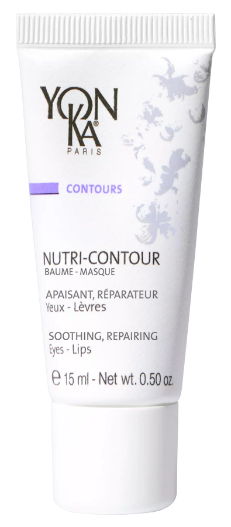 YON
KA®
PARIS
CONTOURS
NUTRI-CONTOUR
BAUME-MASQUE
APAISANT, RÉPARATEUR
Yeux - Lèvres
SOOTHING, REPAIRING
Eyes - Lips
℮ 15 ml - Net wt. 0.50 oz.